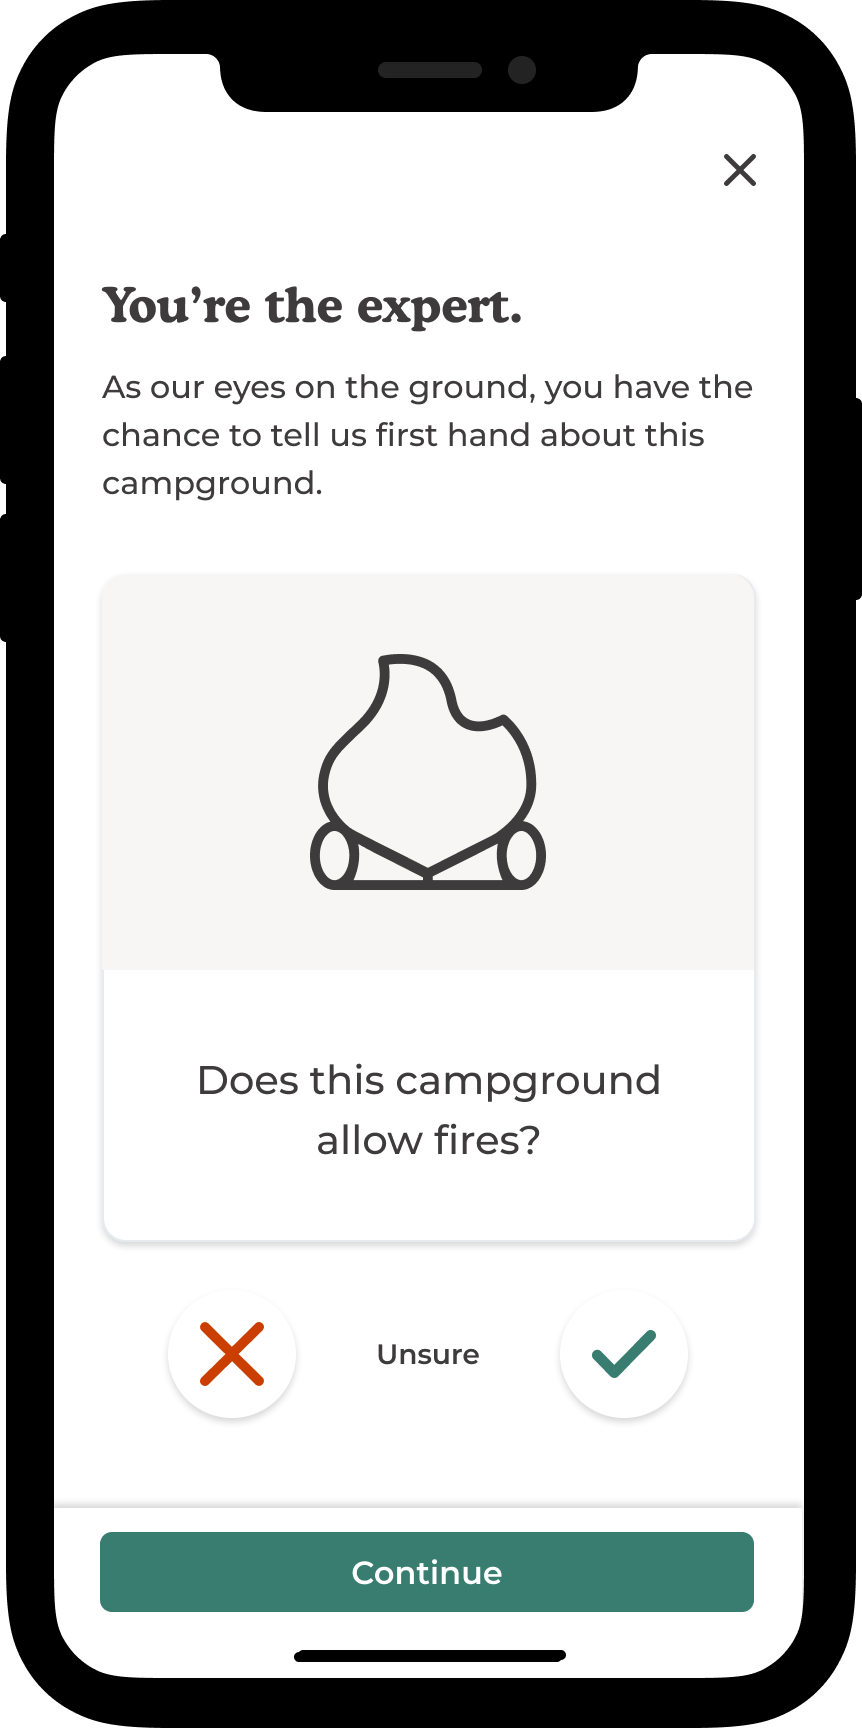 You’re the expert.
As our eyes on the ground, you have the
chance to tell us first hand about this
campground.
Does this campground
allow fires?
Unsure
Continue